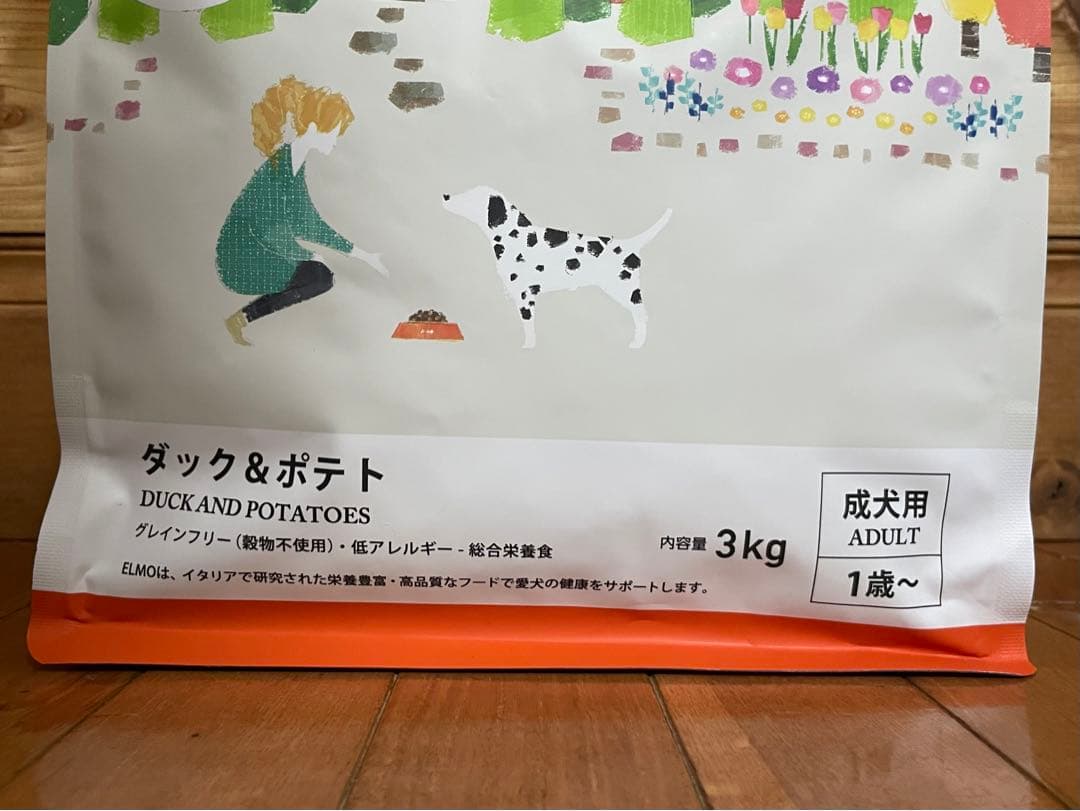 ダック&ポテト
DUCK AND POTATOES
グレインフリー(穀物不使用)・低アレルギー - 総合栄養食
ELMOは、イタリアで研究された栄養豊富・高品質なフードで愛犬の健康をサポートします。
内容量 3kg
成犬用
ADULT
1歳〜